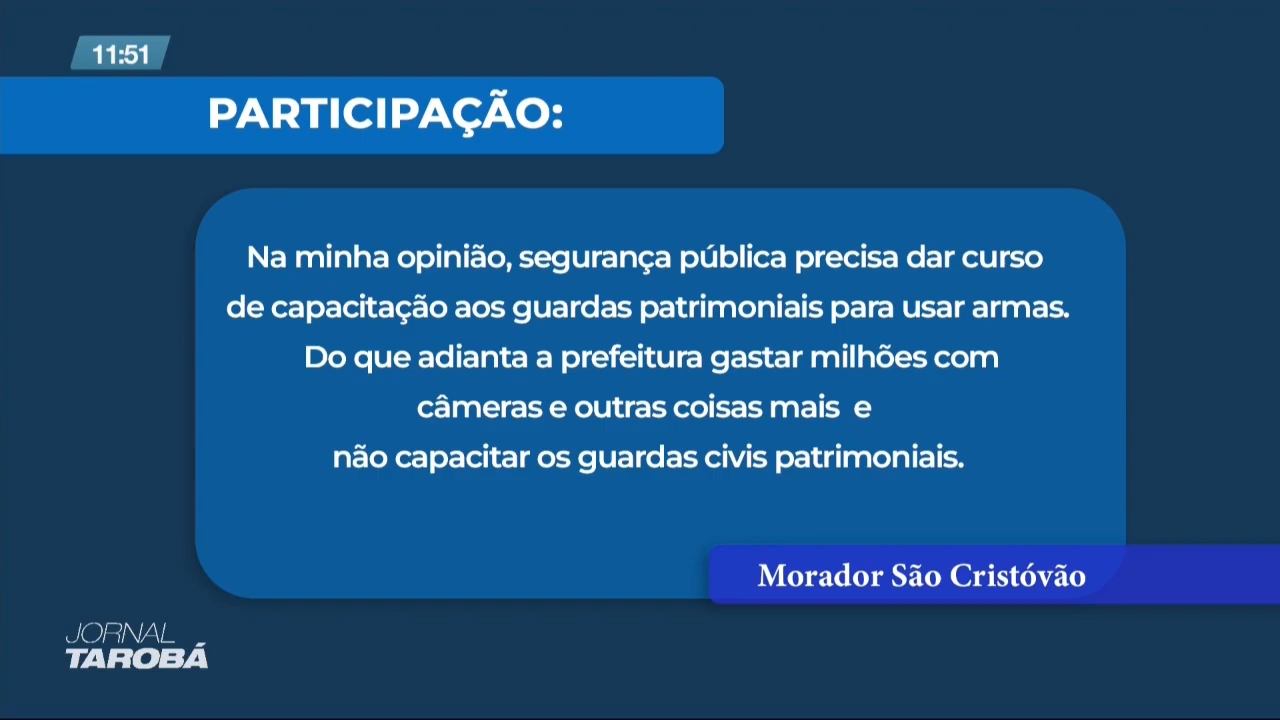 11:51
PARTICIPAÇÃO:
Na minha opinião, segurança pública precisa dar curso
de capacitação aos guardas patrimoniais para usar armas.
Do que adianta a prefeitura gastar milhões com
câmeras e outras coisas mais  e
não capacitar os guardas civis patrimoniais.
Morador São Cristóvão
JORNAL
TAROBÁ